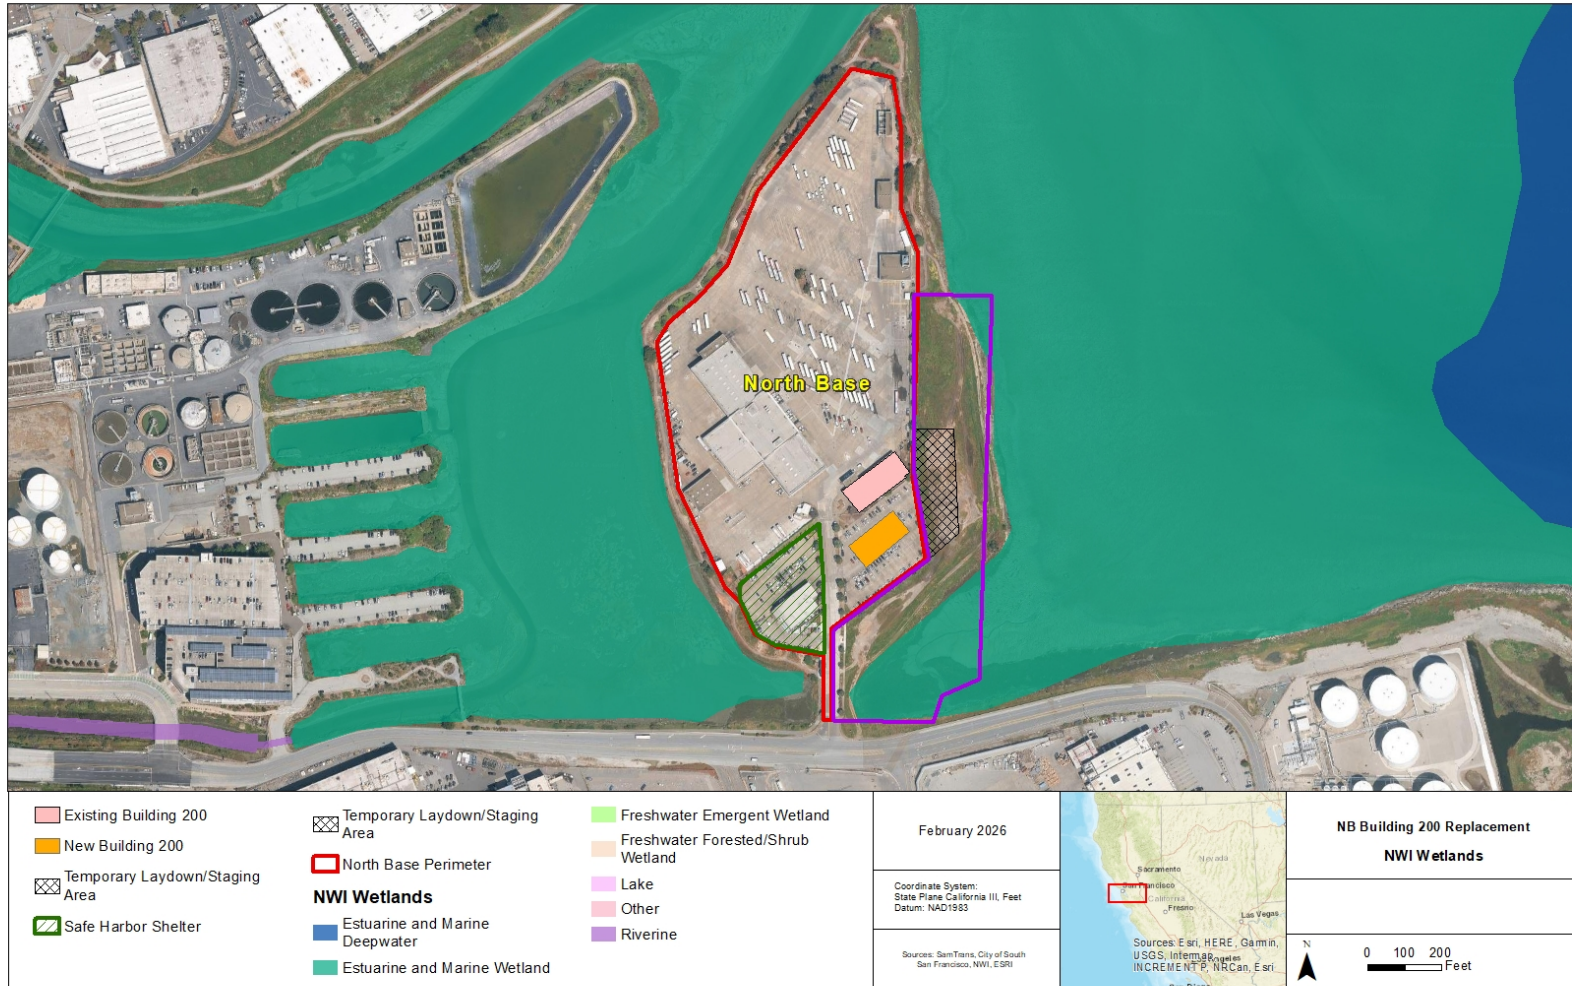 North Base
Existing Building 200
New Building 200
Temporary Laydown/Staging
Area
Safe Harbor Shelter
Temporary Laydown/Staging
Area
North Base Perimeter
NWI Wetlands
Estuarine and Marine
Deepwater
Estuarine and Marine Wetland
Freshwater Emergent Wetland
Freshwater Forested/Shrub
Wetland
Lake
Other
Riverine
February 2026
Coordinate System:
State Plane California III, Feet
Datum: NAD1983
Sources: SamTrans, City of South
San Francisco, NWI, ESRI
Nevada
Sacramento
San Francisco
California
Fresno
Las Vegas
Sources: Esri, HERE, Garmin,
USGS, Intermap,
INCREMENT P, NRCan, Esri
Los Angeles
San Diego
NB Building 200 Replacement
NWI Wetlands
N
0 100 200
Feet